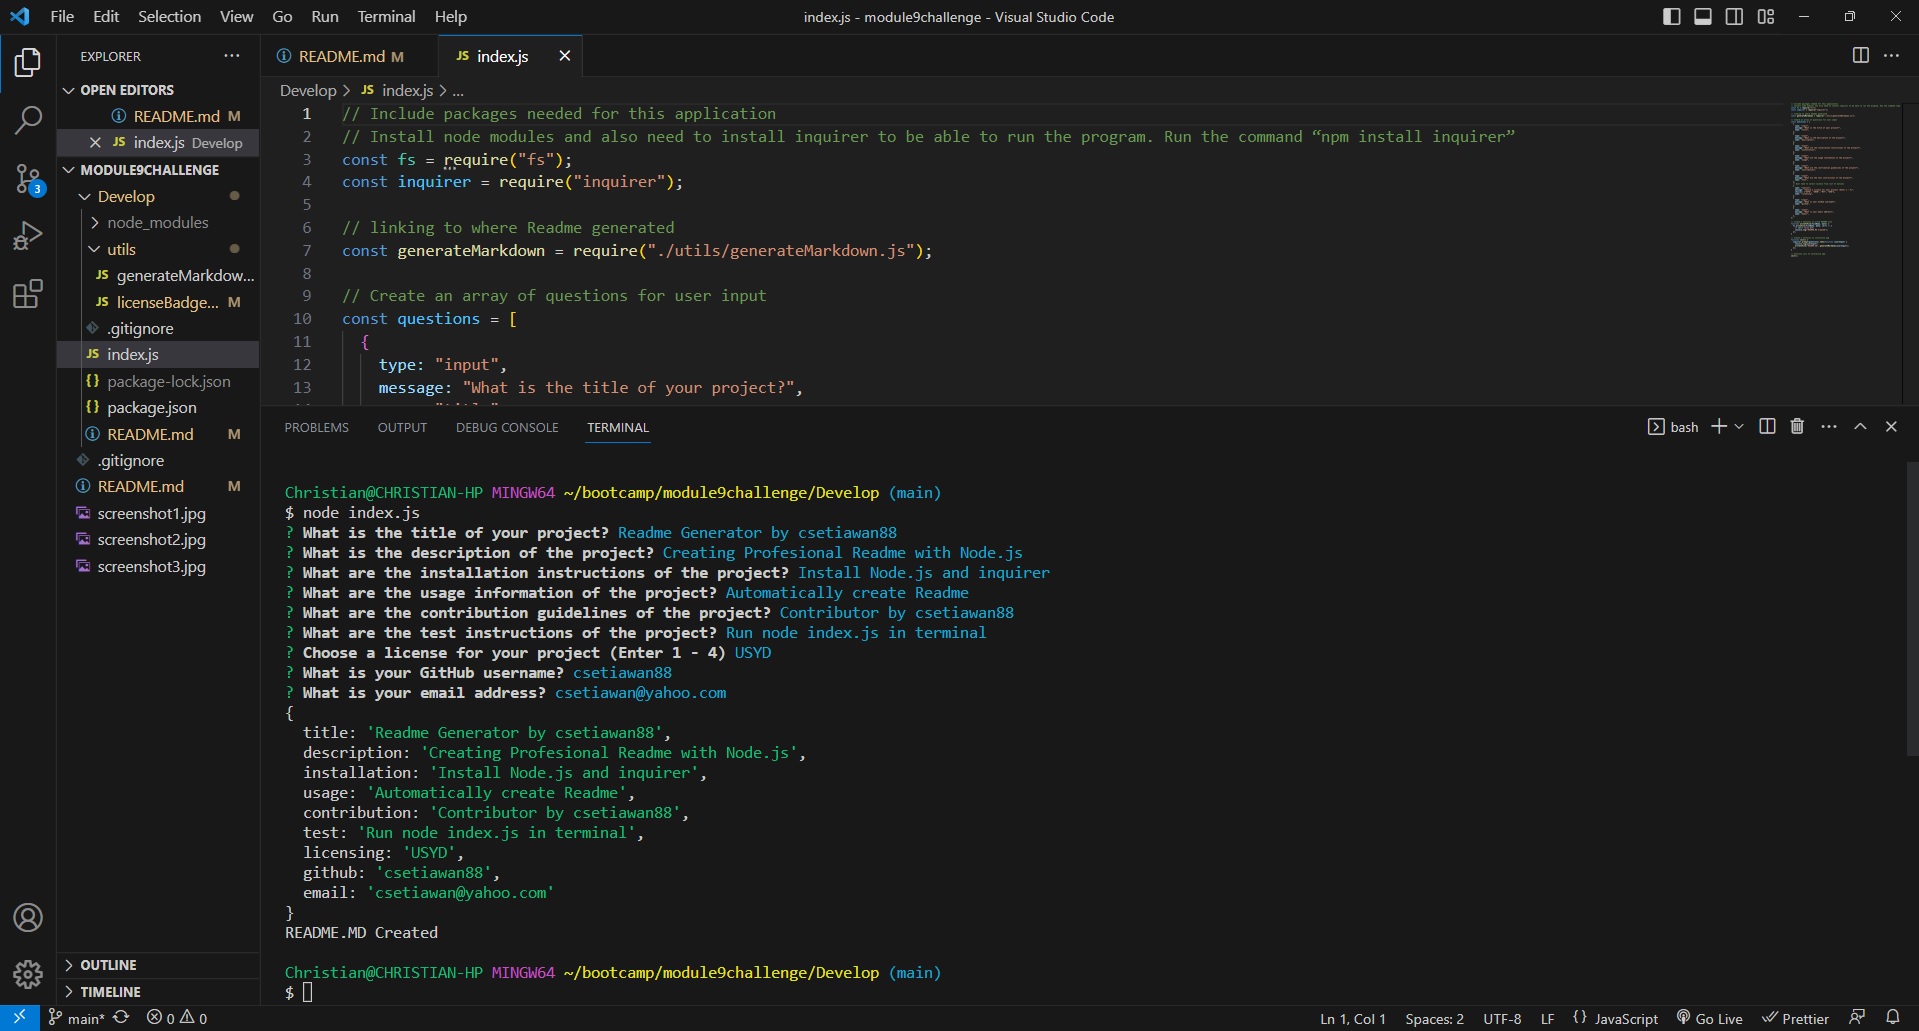 File Edit Selection View Go Run Terminal Help
index.js - module9challenge - Visual Studio Code
EXPLORER
OPEN EDITORS
README.md M
index.js Develop
MODULE9CHALLENGE
Develop
node_modules
utils
generateMarkdow...
licenseBadge... M
.gitignore
index.js
package-lock.json
package.json
README.md M
.gitignore
README.md M
screenshot1.jpg
screenshot2.jpg
screenshot3.jpg
OUTLINE
TIMELINE
3
README.md M JS index.js
Develop > JS index.js > ...
1 // Include packages needed for this application
2 // Install node modules and also need to install inquirer to be able to run the program. Run the command “npm install inquirer”
3 const fs = require("fs");
4 const inquirer = require("inquirer");
5
6 // linking to where Readme generated
7 const generateMarkdown = require("./utils/generateMarkdown.js");
8
9 // Create an array of questions for user input
10 const questions = [
11 {
12 type: "input",
13 message: "What is the title of your project?",
PROBLEMS OUTPUT DEBUG CONSOLE TERMINAL
bash
Christian@CHRISTIAN-HP MINGW64 ~/bootcamp/module9challenge/Develop (main)
$ node index.js
? What is the title of your project? Readme Generator by csetiawan88
? What is the description of the project? Creating Profesional Readme with Node.js
? What are the installation instructions of the project? Install Node.js and inquirer
? What are the usage information of the project? Automatically create Readme
? What are the contribution guidelines of the project? Contributor by csetiawan88
? What are the test instructions of the project? Run node index.js in terminal
? Choose a license for your project (Enter 1 - 4) USYD
? What is your GitHub username? csetiawan88
? What is your email address? csetiawan@yahoo.com
{
title: 'Readme Generator by csetiawan88',
description: 'Creating Profesional Readme with Node.js',
installation: 'Install Node.js and inquirer',
usage: 'Automatically create Readme',
contribution: 'Contributor by csetiawan88',
test: 'Run node index.js in terminal',
licensing: 'USYD',
github: 'csetiawan88',
email: 'csetiawan@yahoo.com'
}
README.MD Created
Christian@CHRISTIAN-HP MINGW64 ~/bootcamp/module9challenge/Develop (main)
$
main* 0 0
Ln 1, Col 1 Spaces: 2 UTF-8 LF {} JavaScript Go Live Prettier